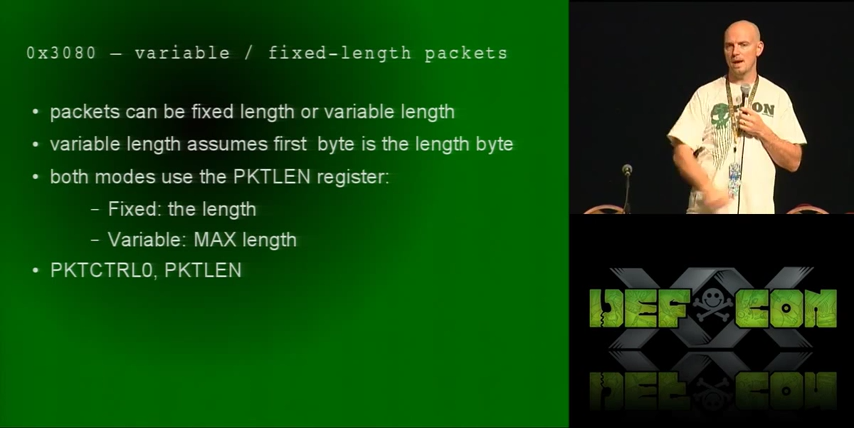 0x3080 – variable / fixed-length packets
• packets can be fixed length or variable length
• variable length assumes first  byte is the length byte
• both modes use the PKTLEN register:
– Fixed: the length
– Variable: MAX length
• PKTCTRL0, PKTLEN
XX
DEF CON